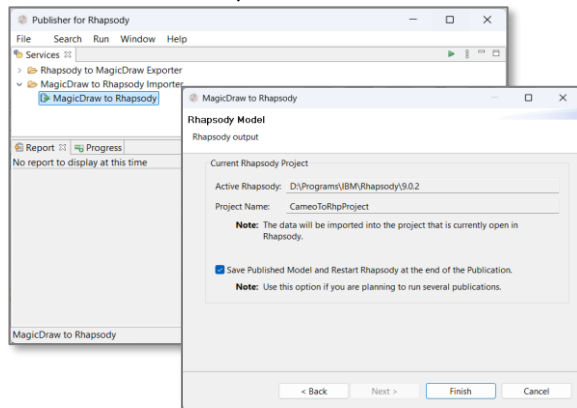 Publisher for Rhapsody
File Search Run Window Help
Services
Rhapsody to MagicDraw Exporter
MagicDraw to Rhapsody Importer
MagicDraw to Rhapsody
Report Progress
No report to display at this time
MagicDraw to Rhapsody
MagicDraw to Rhapsody
Rhapsody Model
Rhapsody output
Current Rhapsody Project
Active Rhapsody: D:\Programs\IBM\Rhapsody\9.0.2
Project Name: CameoToRhpProject
Note: The data will be imported into the project that is currently open in
Rhapsody.
Save Published Model and Restart Rhapsody at the end of the Publication.
Note: Use this option if you are planning to run several publications.
< Back Next > Finish Cancel